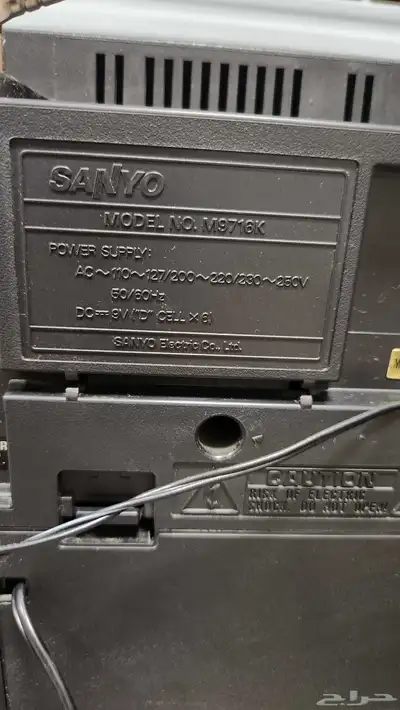 SANYO
MODEL NO. M9716K
POWER SUPPLY:
AC～110～127/200～220/230～250V
50/60Hz
DC⎓9V ("D" CELL × 6)
SANYO Electric Co., Ltd.
CAUTION
RISK OF ELECTRIC
SHOCK. DO NOT OPEN
حراج